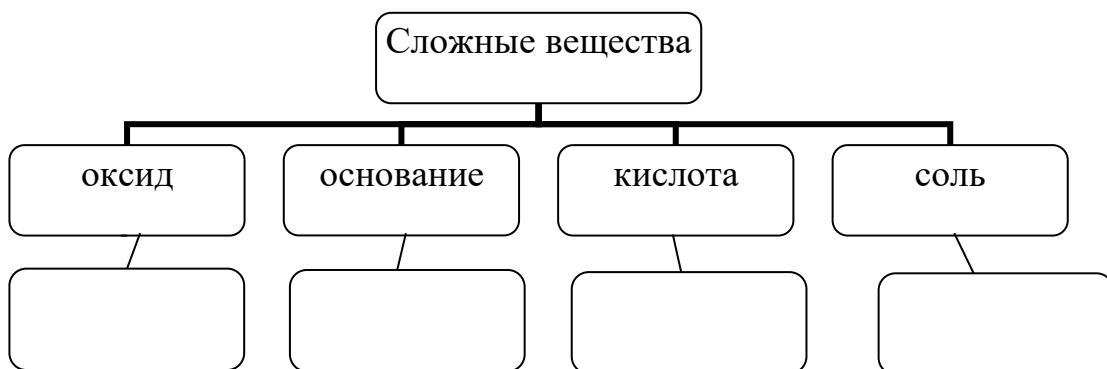 Сложные вещества
оксид
основание
кислота
соль